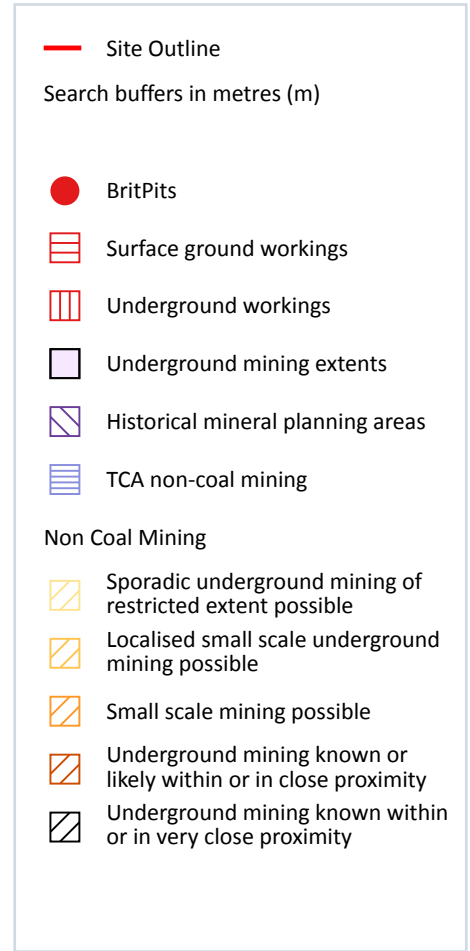 Site Outline
Search buffers in metres (m)
BritPits
Surface ground workings
Underground workings
Underground mining extents
Historical mineral planning areas
TCA non-coal mining
Non Coal Mining
Sporadic underground mining of
restricted extent possible
Localised small scale underground
mining possible
Small scale mining possible
Underground mining known or
likely within or in close proximity
Underground mining known within
or in very close proximity